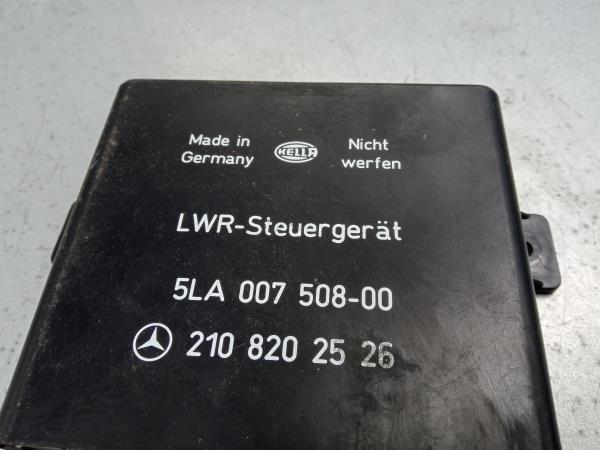 Made in
Germany
HELLA
Nicht
werfen
LWR-Steuergerät
5LA 007 508-00
210 820 25 26